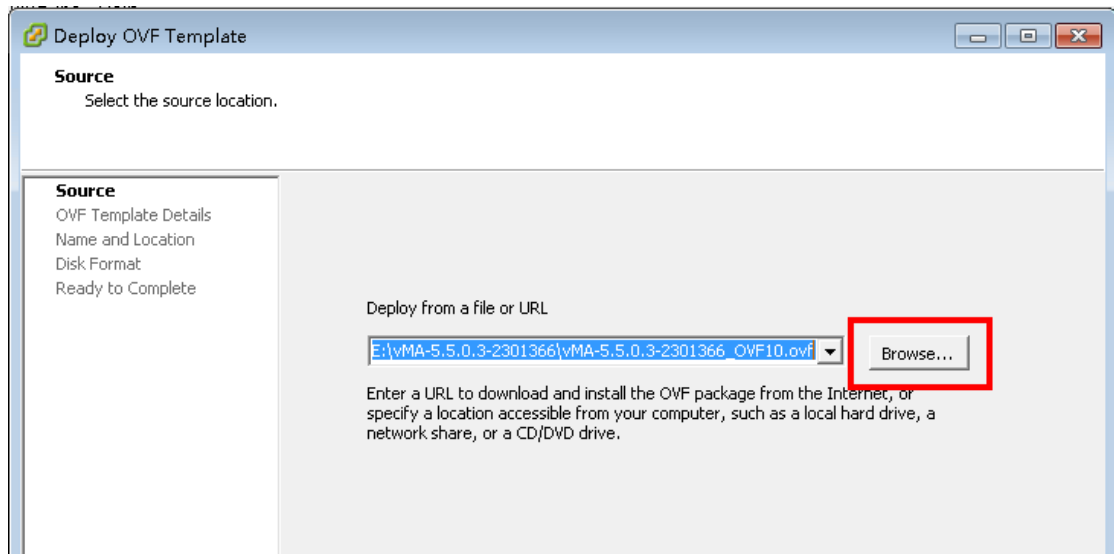 Deploy OVF Template
Source
Select the source location.
Source
OVF Template Details
Name and Location
Disk Format
Ready to Complete
Deploy from a file or URL
E:\vMA-5.5.0.3-2301366\vMA-5.5.0.3-2301366_OVF10.ovf
Browse...
Enter a URL to download and install the OVF package from the Internet, or
specify a location accessible from your computer, such as a local hard drive, a
network share, or a CD/DVD drive.